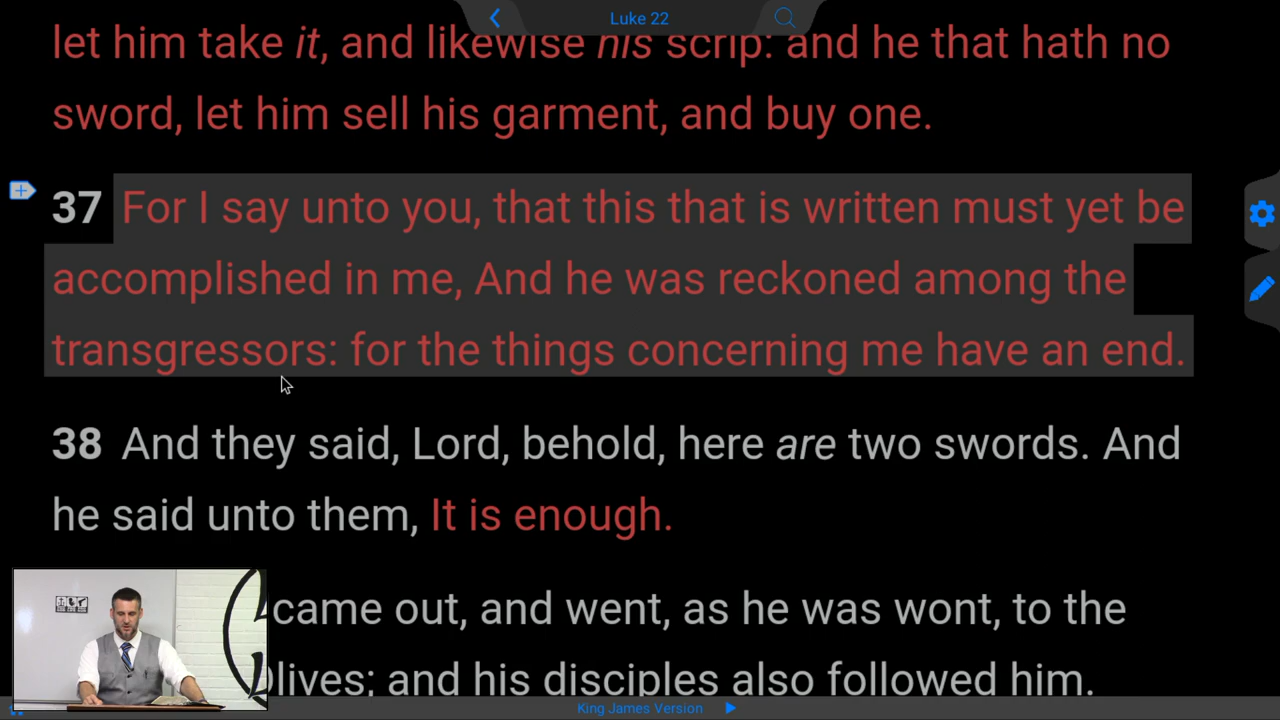 Luke 22
let him take it, and likewise his scrip: and he that hath no
sword, let him sell his garment, and buy one.
37 For I say unto you, that this that is written must yet be
accomplished in me, And he was reckoned among the
transgressors: for the things concerning me have an end.
38 And they said, Lord, behold, here are two swords. And
he said unto them, It is enough.
came out, and went, as he was wont, to the
lives; and his disciples also followed him.
King James Version